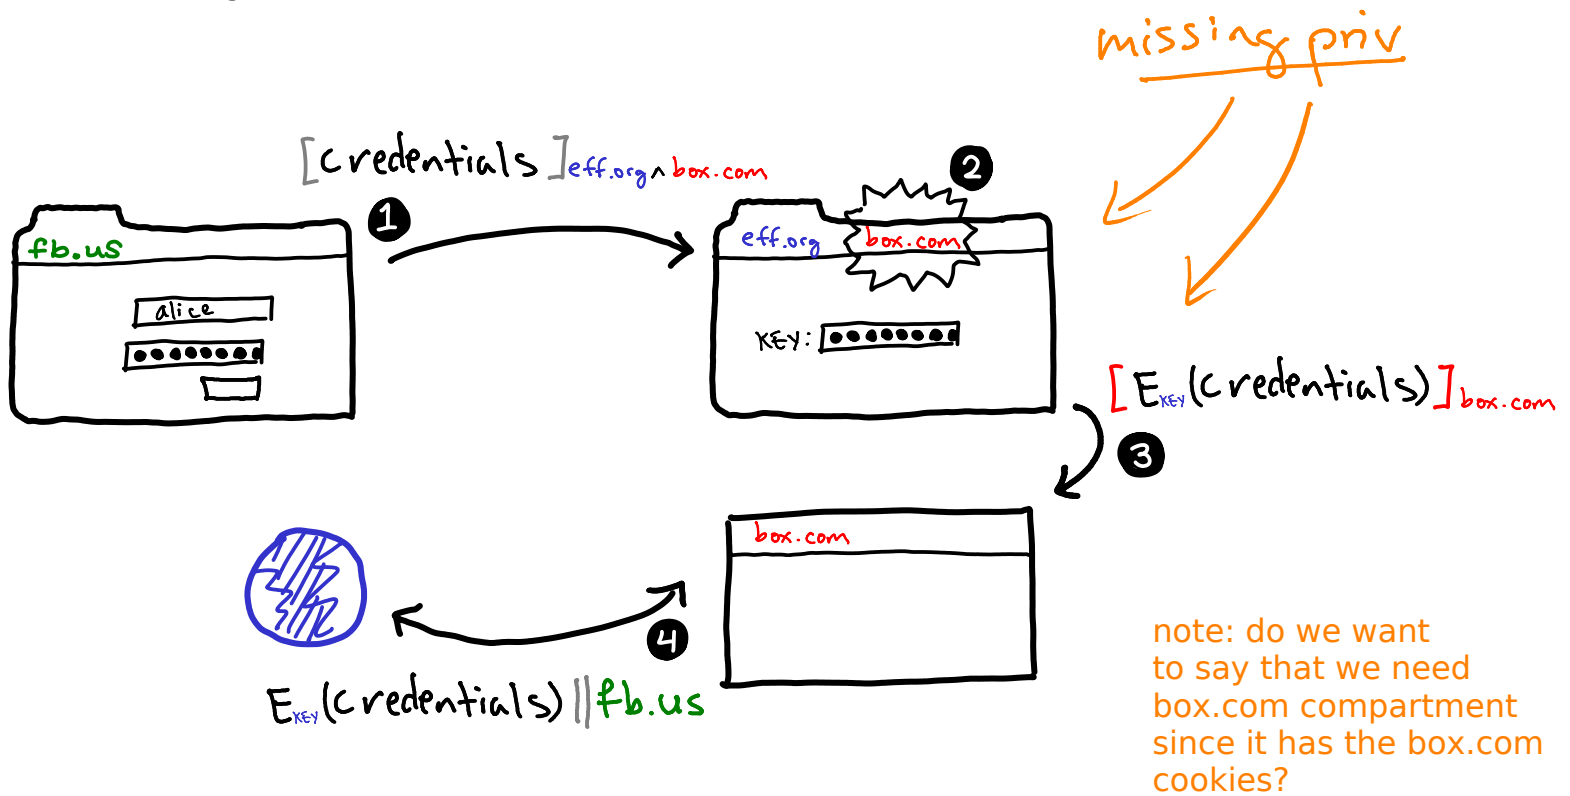 missing priv
[credentials]eff.org ∧ box.com
1
2
fb.us
alice
eff.org box.com
KEY:
[E KEY (credentials)] box.com
3
box.com
4
E KEY (credentials) || fb.us
note: do we want
to say that we need
box.com compartment
since it has the box.com
cookies?